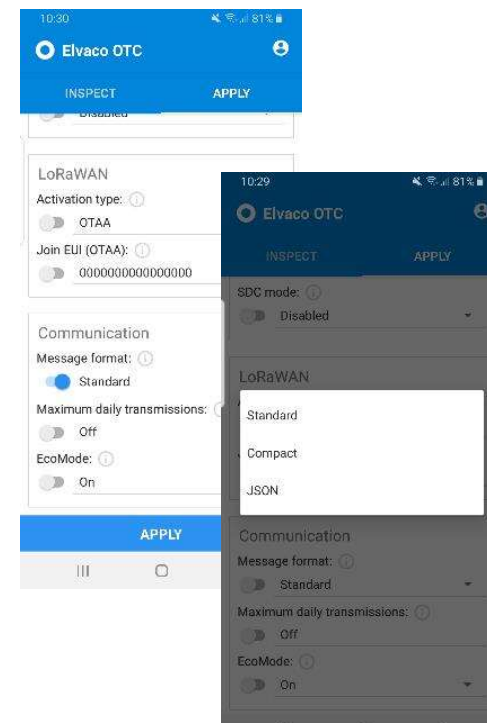 10:30
81%
Elvaco OTC
INSPECT
APPLY
Disabled
LoRaWAN
Activation type:
OTAA
Join EUI (OTAA):
0000000000000000
Communication
Message format:
Standard
Maximum daily transmissions:
Off
EcoMode:
On
APPLY
10:29
81%
Elvaco OTC
INSPECT
APPLY
SDC mode:
Disabled
LoRaWAN
Standard
Compact
JSON
Communication
Message format:
Standard
Maximum daily transmissions:
Off
EcoMode:
On